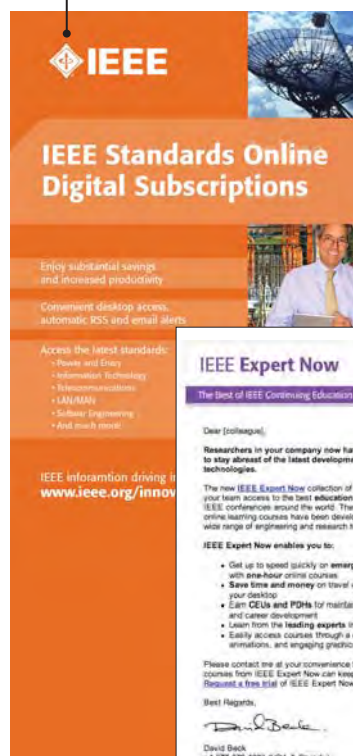 IEEE
IEEE Standards Online
Digital Subscriptions
Enjoy substantial savings
and increased productivity
Convenient desktop access,
automatic RSS and email alerts
Access the latest standards:
• Power and Enery
• Information Technology
• Telecommunications
• LAN/MAN
• Software Engineering
• And much more
IEEE inforamtion driving
www.ieee.org/innov
IEEE Expert Now
The Best of IEEE Continuing Education
Dear [colleague],
Researchers in your company now ha
to stay abreast of the latest developme
technologies.
The new IEEE Expert Now collection of
your team access to the best education
IEEE conferences around the world. The
online learning courses have been devel
wide range of engineering and research
IEEE Expert Now enables you to:
• Get up to speed quickly on emerg
with one-hour online courses
• Save time and money on travel
your desktop
• Earn CEUs and PDHs for mainta
and career development
• Learn from the leading experts
• Easily access courses through a
animations, and engaging graphic
Please contact me at your convenience
courses from IEEE Expert Now can keep
Request a free trial of IEEE Expert Now
Best Regards,
David Beck
David Beck